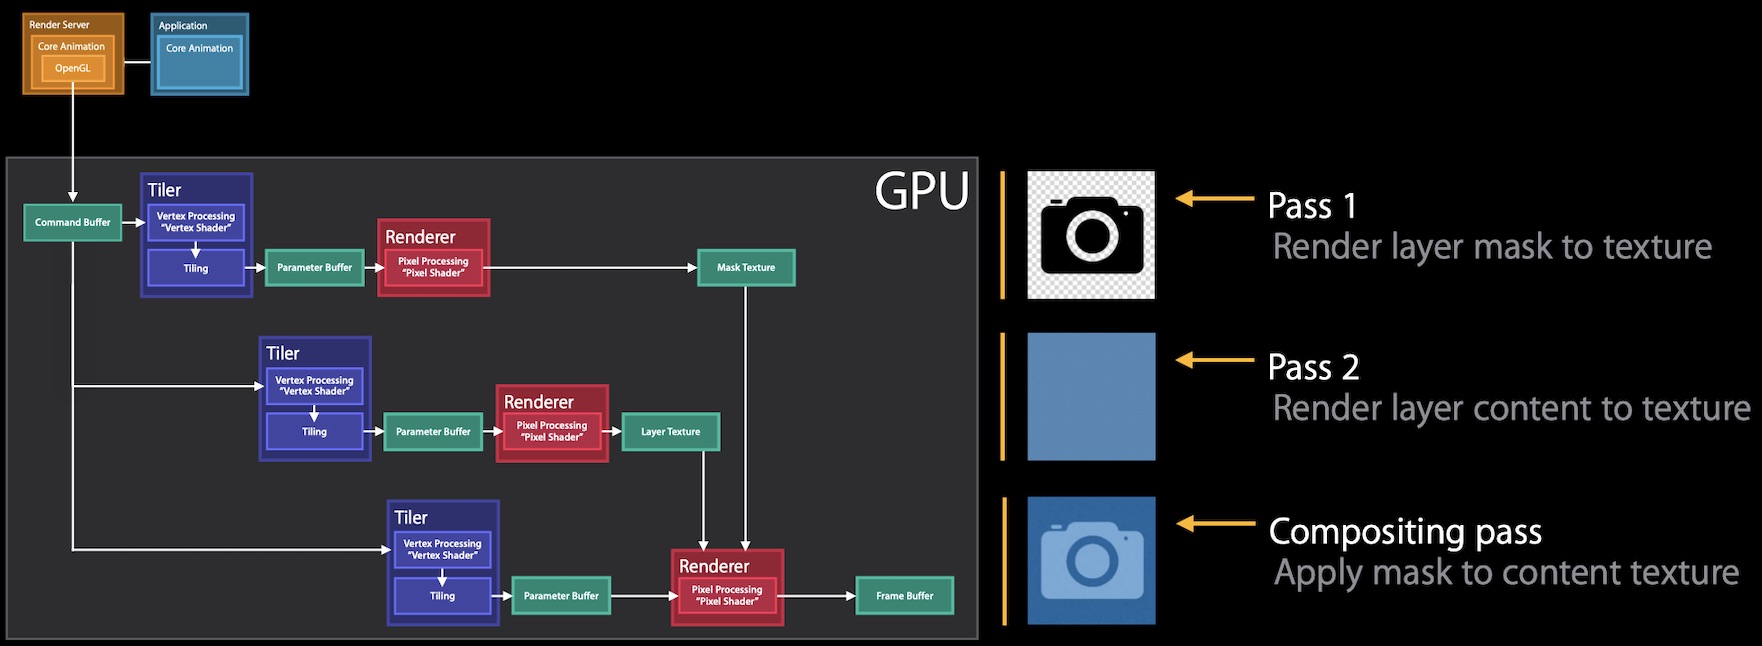 Render Server
Core Animation
OpenGL
Application
Core Animation
GPU
Command Buffer
Tiler
Vertex Processing
“Vertex Shader”
Tiling
Parameter Buffer
Renderer
Pixel Processing
“Pixel Shader”
Mask Texture
Pass 1
Render layer mask to texture
Tiler
Vertex Processing
“Vertex Shader”
Tiling
Parameter Buffer
Renderer
Pixel Processing
“Pixel Shader”
Layer Texture
Pass 2
Render layer content to texture
Tiler
Vertex Processing
“Vertex Shader”
Tiling
Parameter Buffer
Renderer
Pixel Processing
“Pixel Shader”
Frame Buffer
Compositing pass
Apply mask to content texture